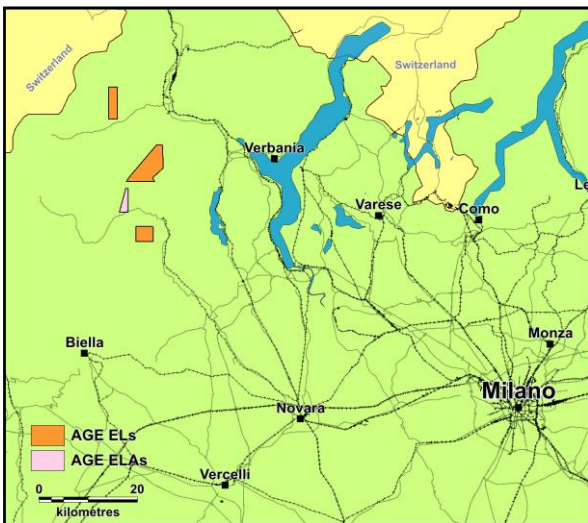 Switzerland
Switzerland
Verbania
Varese
Como
Le
Biella
Monza
Milano
Novara
Vercelli
AGE ELs
AGE ELAs
0 20
kilometres